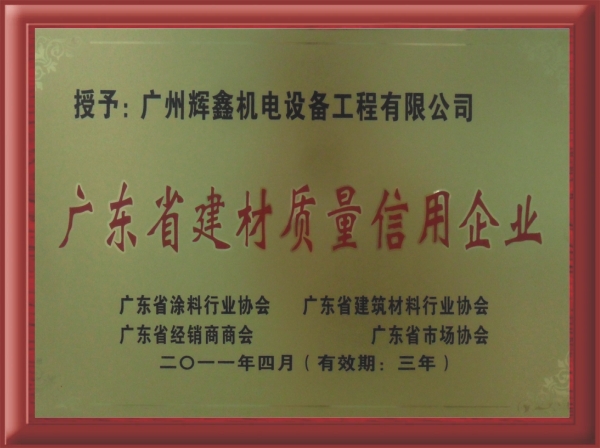 授予：广州辉鑫机电设备工程有限公司
广东省建材质量信用企业
广东省涂料行业协会 广东省建筑材料行业协会
广东省经销商商会 广东省市场协会
二〇一一年四月（有效期：三年）